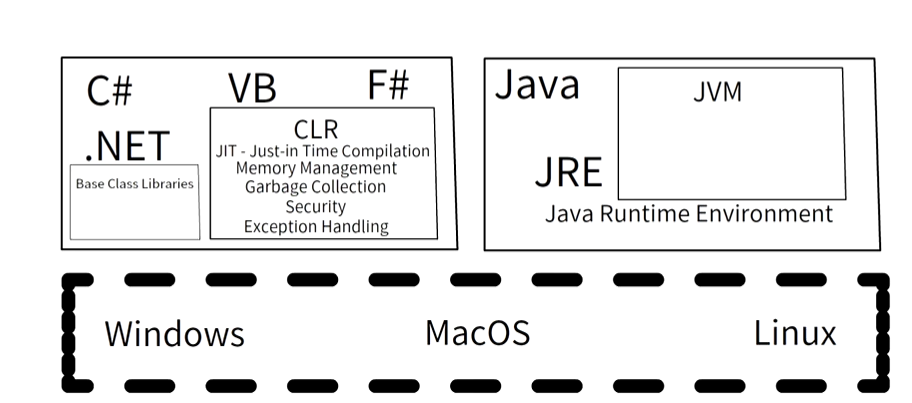 C# VB F#
.NET
Base Class Libraries
CLR
JIT - Just-in Time Compilation
Memory Management
Garbage Collection
Security
Exception Handling
Java
JVM
JRE
Java Runtime Environment
Windows MacOS Linux